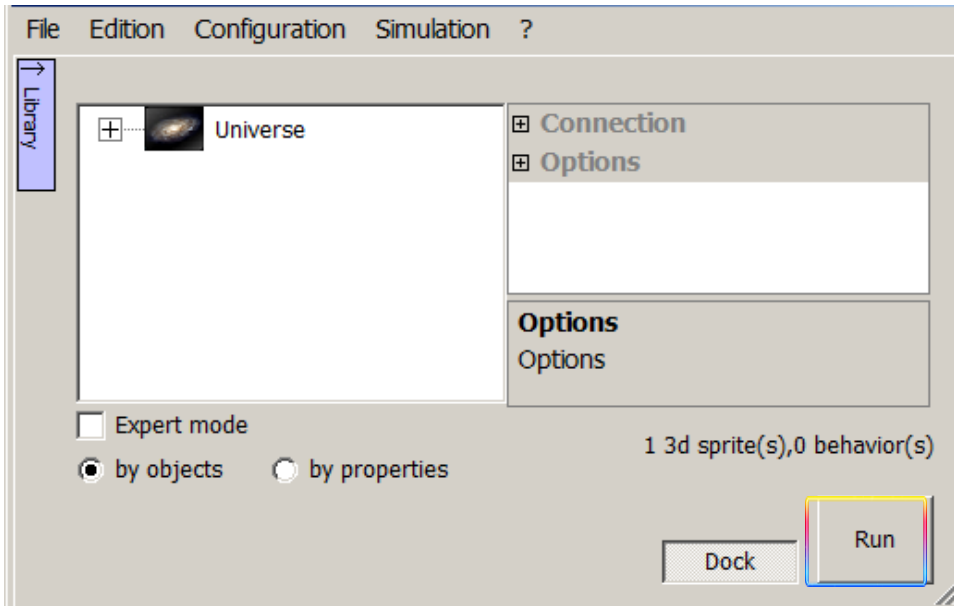 File Edition Configuration Simulation ?
Library
Universe
Connection
Options
Options
Options
Expert mode
by objects by properties
1 3d sprite(s),0 behavior(s)
Dock
Run